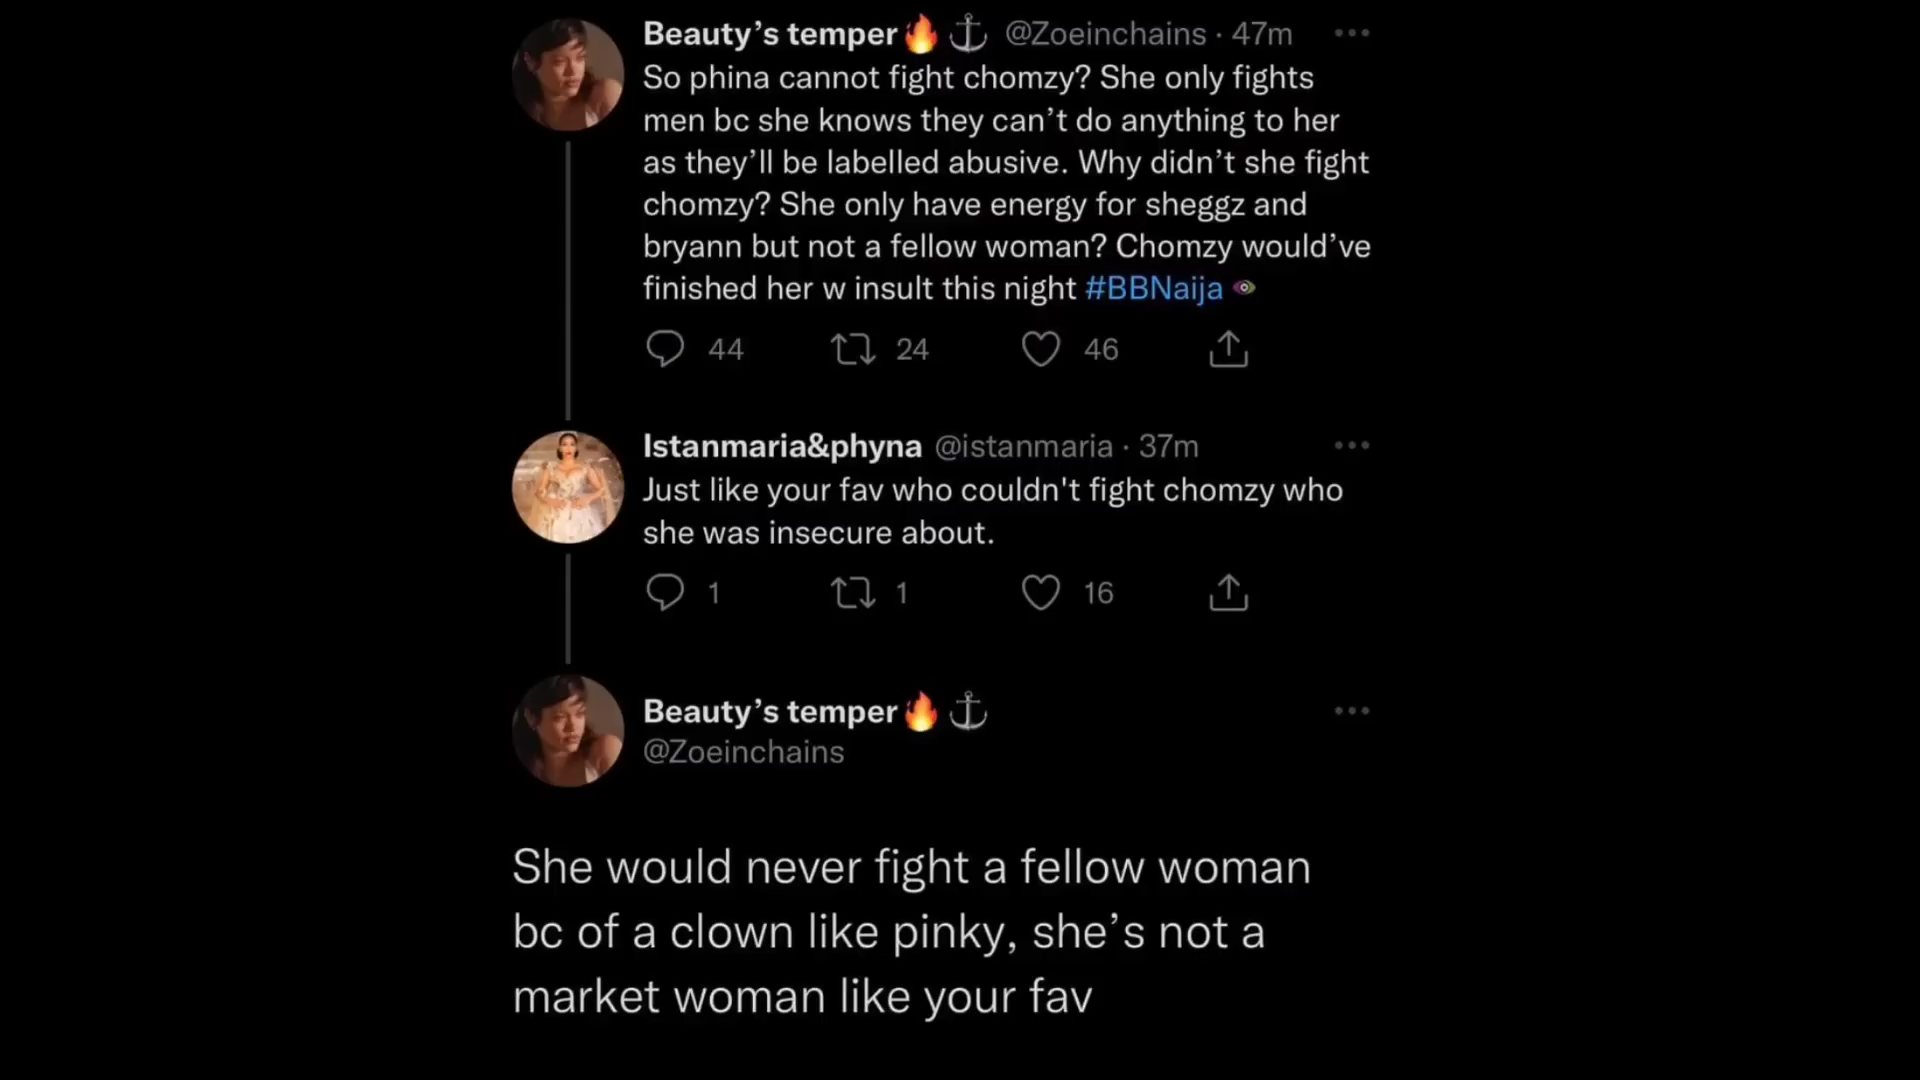 Beauty’s temper🔥⚓ @Zoeinchains · 47m
So phina cannot fight chomzy? She only fights
men bc she knows they can’t do anything to her
as they’ll be labelled abusive. Why didn’t she fight
chomzy? She only have energy for sheggz and
bryann but not a fellow woman? Chomzy would’ve
finished her w insult this night #BBNaija
44 24 46
Istanmaria&phyna @istanmaria · 37m
Just like your fav who couldn't fight chomzy who
she was insecure about.
1 1 16
Beauty’s temper🔥⚓
@Zoeinchains
She would never fight a fellow woman
bc of a clown like pinky, she’s not a
market woman like your fav